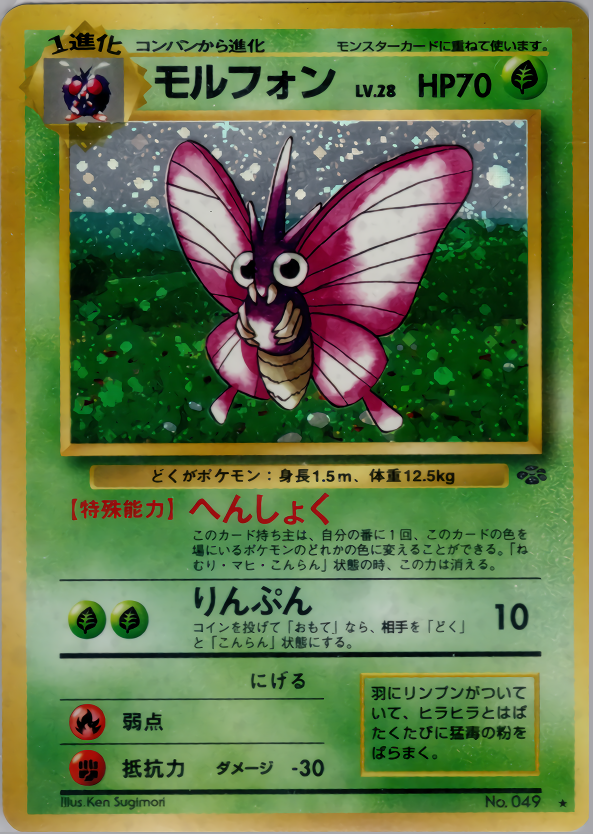 1進化 コンパンから進化 モンスターカードに重ねて使います。
モルフォン LV.28 HP70
どくがポケモン：身長1.5m、体重12.5kg
【特殊能力】へんしょく
このカード持ち主は、自分の番に1回、このカードの色を
場にいるポケモンのどれかの色に変えることができる。「ね
むり・マヒ・こんらん」状態の時、この力は消える。
りんぷん 10
コインを投げて「おもて」なら、相手を「どく」
と「こんらん」状態にする。
にげる
弱点
抵抗力 ダメージ -30
羽にリンプンがついて
いて、ヒラヒラとはば
たくたびに猛毒の粉を
ばらまく。
Illus.Ken Sugimori No.049 ★